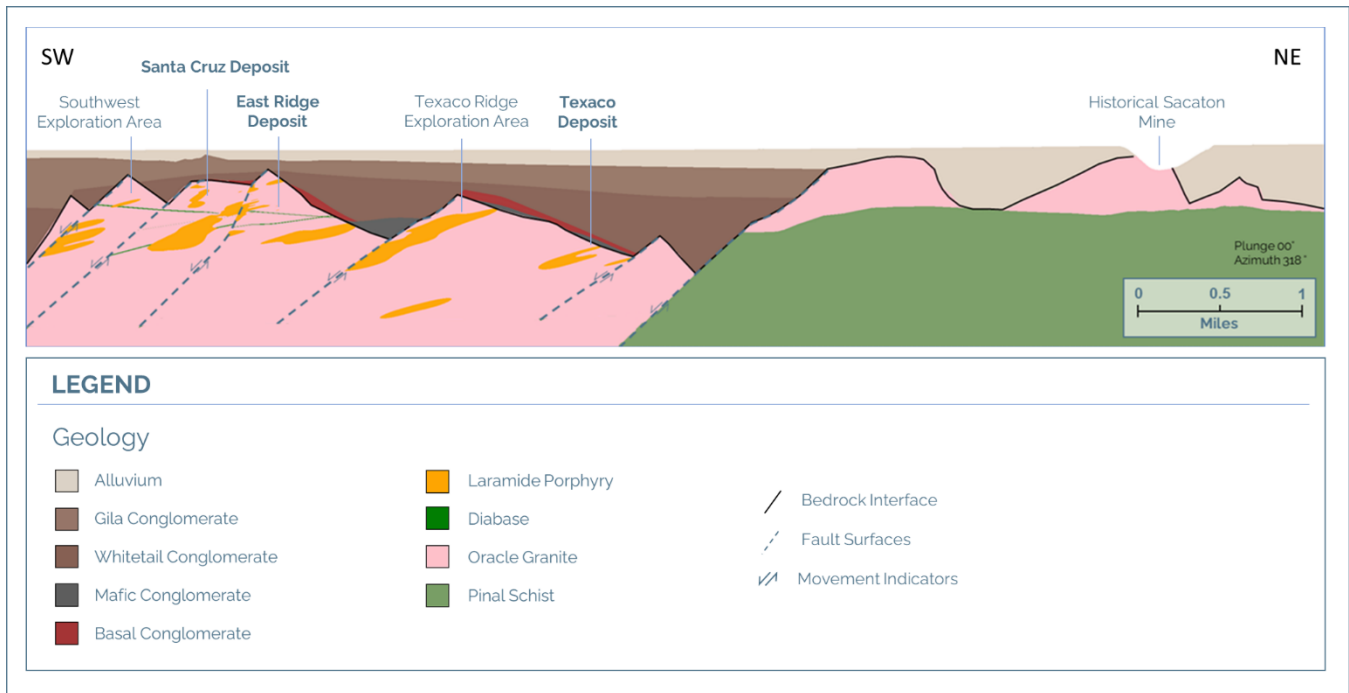 SW
NE
Santa Cruz Deposit
Southwest
Exploration Area
East Ridge
Deposit
Texaco Ridge
Exploration Area
Texaco
Deposit
Historical Sacaton
Mine
Plunge 00°
Azimuth 318 °
0 0.5 1
Miles
LEGEND
Geology
Alluvium
Gila Conglomerate
Whitetail Conglomerate
Mafic Conglomerate
Basal Conglomerate
Laramide Porphyry
Diabase
Oracle Granite
Pinal Schist
Bedrock Interface
Fault Surfaces
Movement Indicators